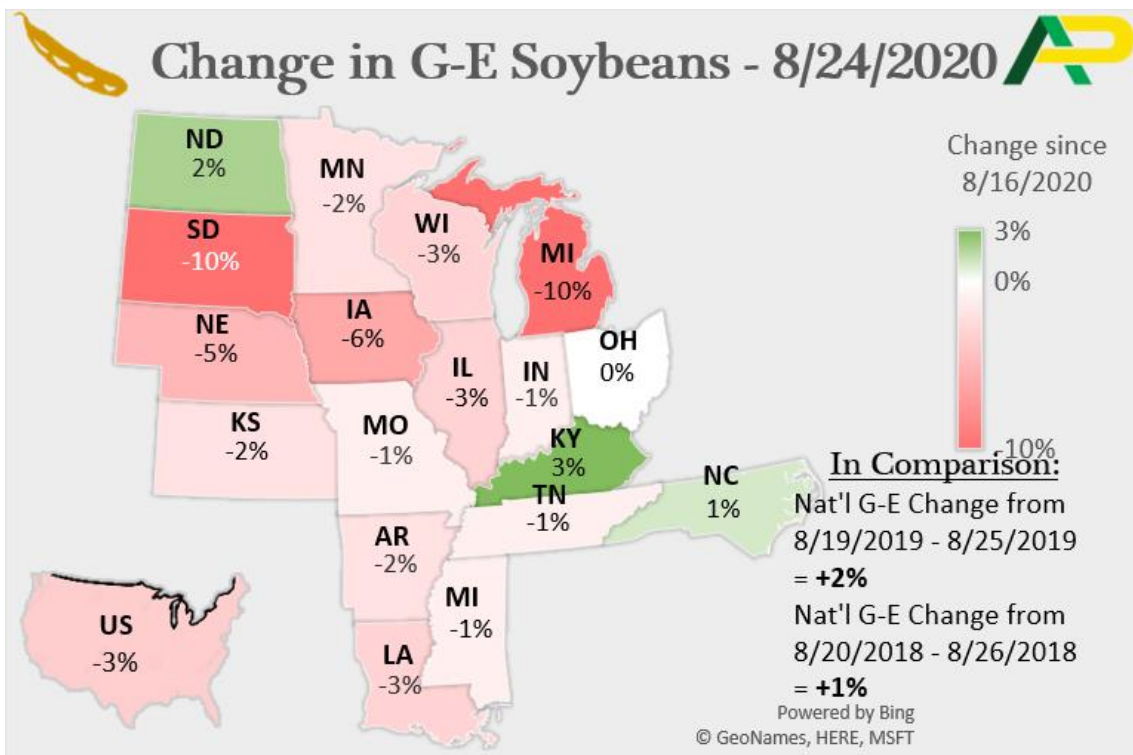 Change in G-E Soybeans - 8/24/2020
AP
Change since
8/16/2020
3%
0%
-10%
ND
2%
MN
-2%
SD
-10%
WI
-3%
MI
-10%
NE
-5%
IA
-6%
IL
-3%
IN
-1%
OH
0%
KS
-2%
MO
-1%
KY
3%
TN
-1%
NC
1%
AR
-2%
MI
-1%
LA
-3%
US
-3%
In Comparison:
Nat'l G-E Change from
8/19/2019 - 8/25/2019
= +2%
Nat'l G-E Change from
8/20/2018 - 8/26/2018
= +1%
Powered by Bing
© GeoNames, HERE, MSFT